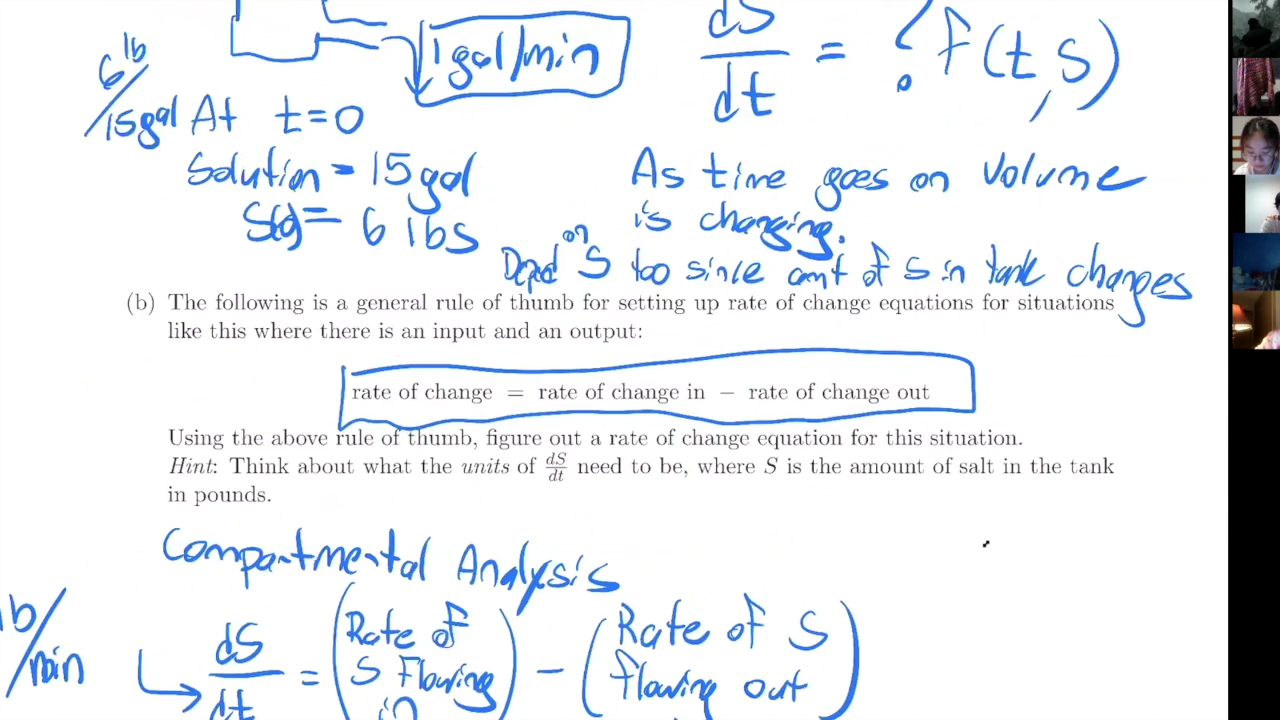 1 gal/min
dS/dt = ? f(t, S)
6 lb/15gal
At t=0
Solution = 15 gal
S(0) = 6 lbs
As time goes on Volume
is changing.
Depend on S too since amt of S in tank changes
(b) The following is a general rule of thumb for setting up rate of change equations for situations
like this where there is an input and an output:
rate of change = rate of change in − rate of change out
Using the above rule of thumb, figure out a rate of change equation for this situation.
Hint: Think about what the units of dS/dt need to be, where S is the amount of salt in the tank
in pounds.
Compartmental Analysis
lb/min
dS/dt = (Rate of S Flowing in) − (Rate of S flowing out)